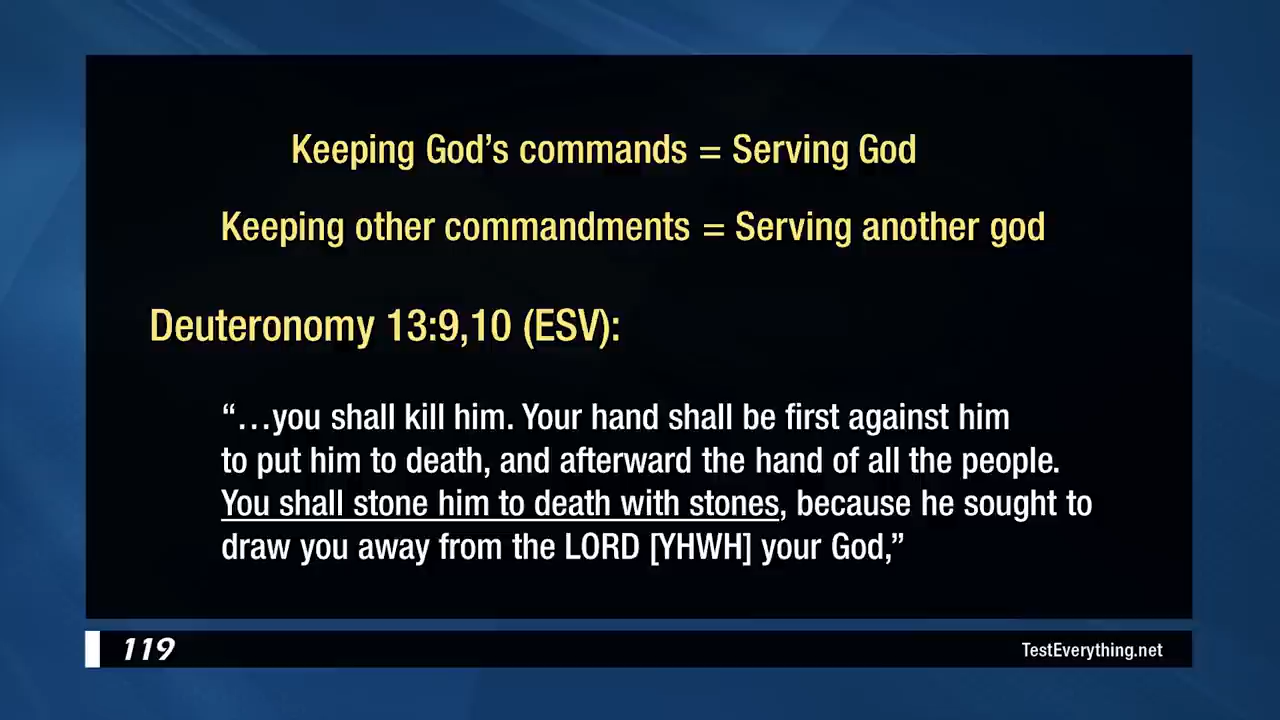 Keeping God’s commands = Serving God
Keeping other commandments = Serving another god
Deuteronomy 13:9,10 (ESV):
“…you shall kill him. Your hand shall be first against him
to put him to death, and afterward the hand of all the people.
You shall stone him to death with stones, because he sought to
draw you away from the LORD [YHWH] your God,”
119
TestEverything.net